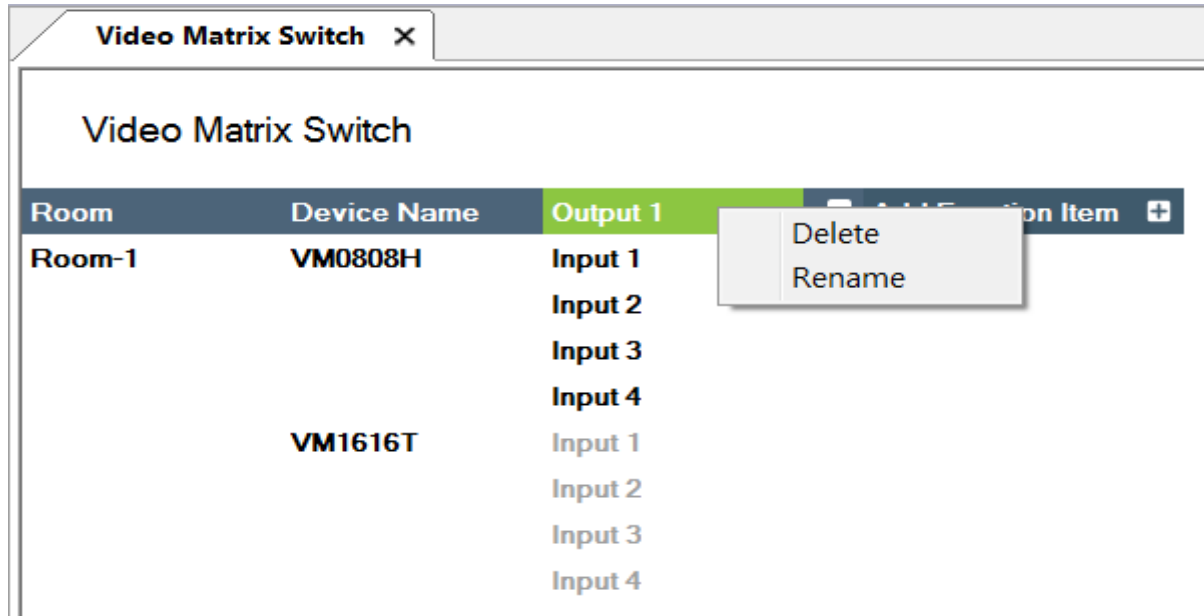 Video Matrix Switch
Video Matrix Switch
Room Device Name Output 1 Item
Delete
Rename
Room-1 VM0808H Input 1
Input 2
Input 3
Input 4
VM1616T Input 1
Input 2
Input 3
Input 4